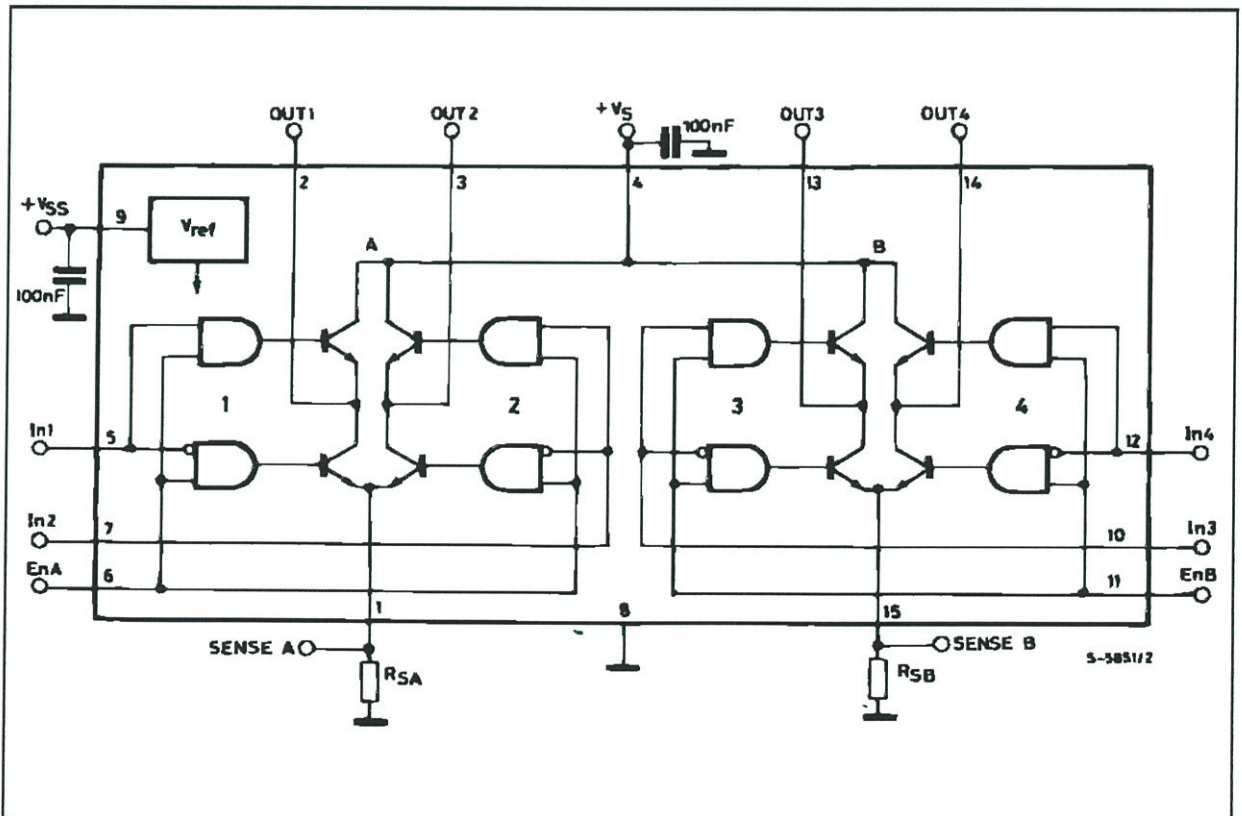 OUT1 OUT2 +VS 100nF OUT3 OUT4
2 3 4 13 14
+VSS 9 Vref
A B
100nF
1 2 3 4
In1 5 12 In4
In2 7 10 In3
EnA 6 11 EnB
1 8 15
SENSE A SENSE B S-5851/2
RSA RSB